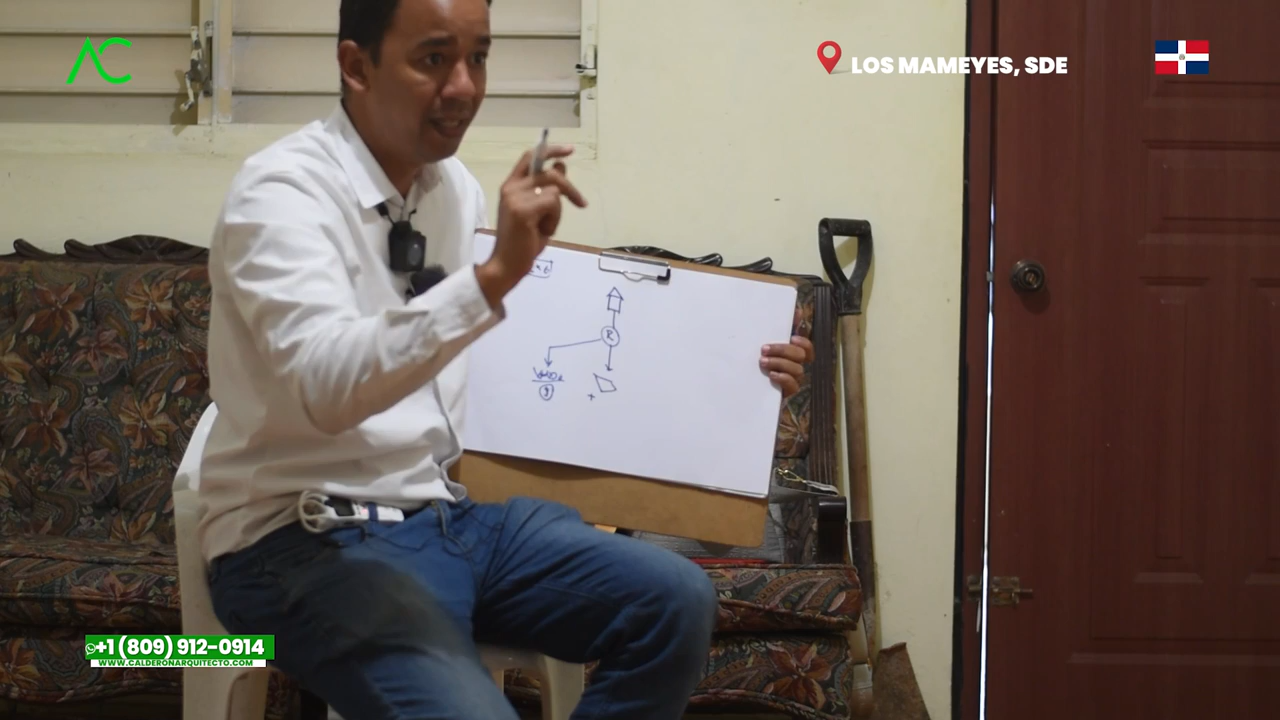 AC
LOS MAMEYES, SDE
R
+1 (809) 912-0914
WWW.CALDERONARQUITECTO.COM